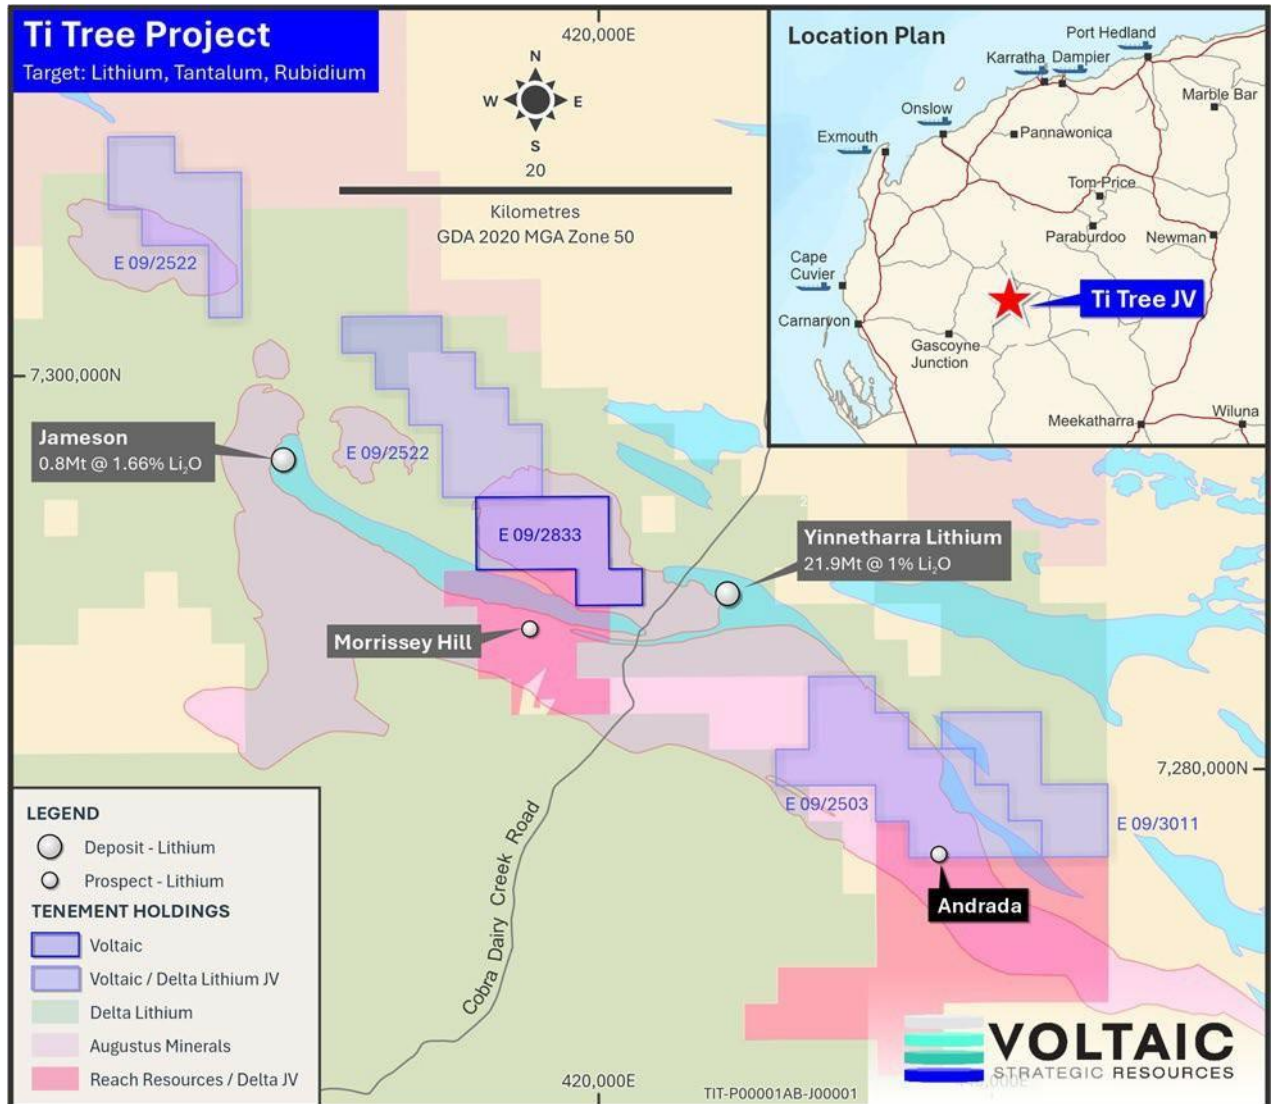 Ti Tree Project
Target: Lithium, Tantalum, Rubidium
420,000E
N
W
E
S
20
Kilometres
GDA 2020 MGA Zone 50
Location Plan
Port Hedland
Karratha
Dampier
Marble Bar
Onslow
Pannawonica
Exmouth
Tom Price
Paraburdoo
Newman
Cape
Cuvier
Ti Tree JV
Carnarvon
Gascoyne
Junction
Meekatharra
Wiluna
E 09/2522
7,300,000N
Jameson
0.8Mt @ 1.66% Li₂O
E 09/2522
E 09/2833
Yinnetharra Lithium
21.9Mt @ 1% Li₂O
Morrissey Hill
7,280,000N
E 09/2503
E 09/3011
Andrada
Cobra Dairy Creek Road
LEGEND
Deposit - Lithium
Prospect - Lithium
TENEMENT HOLDINGS
Voltaic
Voltaic / Delta Lithium JV
Delta Lithium
Augustus Minerals
Reach Resources / Delta JV
420,000E
TIT-P00001AB-J00001
VOLTAIC
STRATEGIC RESOURCES